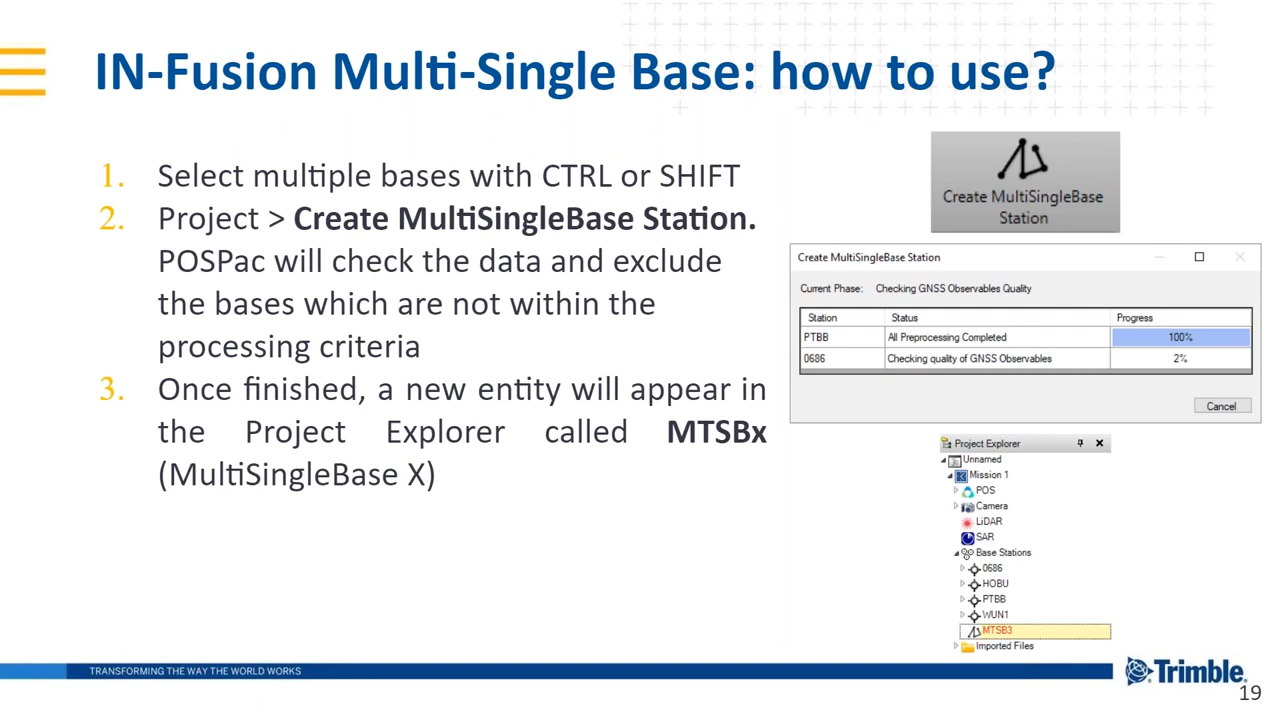 IN-Fusion Multi-Single Base: how to use?
1. Select multiple bases with CTRL or SHIFT
2. Project > Create MultiSingleBase Station.
POSPac will check the data and exclude
the bases which are not within the
processing criteria
3. Once finished, a new entity will appear in
the Project Explorer called MTSBx
(MultiSingleBase X)
Create MultiSingleBase
Station
Create MultiSingleBase Station
Current Phase: Checking GNSS Observables Quality
Station Status Progress
PTBB All Preprocessing Completed 100%
0686 Checking quality of GNSS Observables 2%
Cancel
Project Explorer
Unnamed
Mission 1
POS
Camera
LiDAR
SAR
Base Stations
0686
HOBU
PTBB
WUN1
MTSB3
Imported Files
TRANSFORMING THE WAY THE WORLD WORKS
Trimble.
19